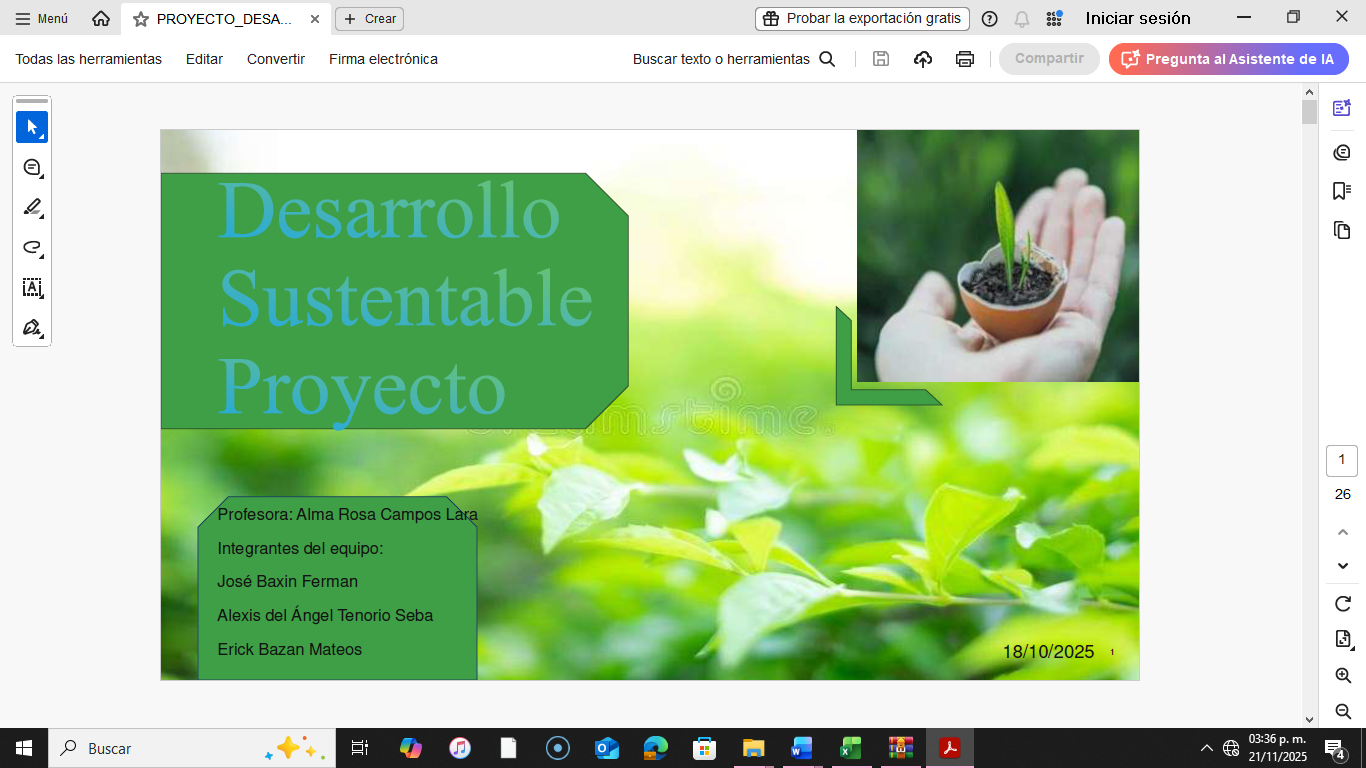 Menú
PROYECTO_DESA...
Crear
Probar la exportación gratis
Iniciar sesión
Todas las herramientas
Editar
Convertir
Firma electrónica
Buscar texto o herramientas
Compartir
Pregunta al Asistente de IA
Desarrollo
Sustentable
Proyecto
dreamstime.
Profesora: Alma Rosa Campos Lara
Integrantes del equipo:
José Baxin Ferman
Alexis del Ángel Tenorio Seba
Erick Bazan Mateos
18/10/2025 1
1
26
Buscar
03:36 p. m.
21/11/2025
4